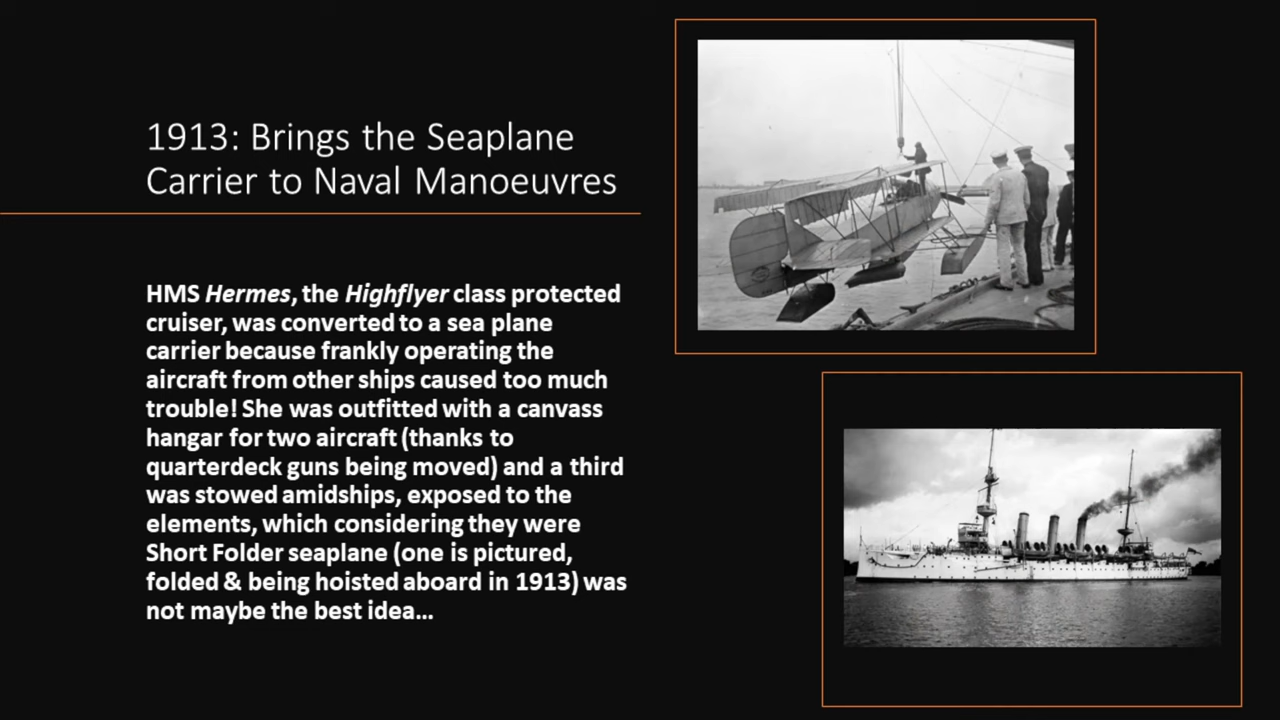 1913: Brings the Seaplane
Carrier to Naval Manoeuvres
HMS Hermes, the Highflyer class protected
cruiser, was converted to a sea plane
carrier because frankly operating the
aircraft from other ships caused too much
trouble! She was outfitted with a canvass
hangar for two aircraft (thanks to
quarterdeck guns being moved) and a third
was stowed amidships, exposed to the
elements, which considering they were
Short Folder seaplane (one is pictured,
folded & being hoisted aboard in 1913) was
not maybe the best idea...